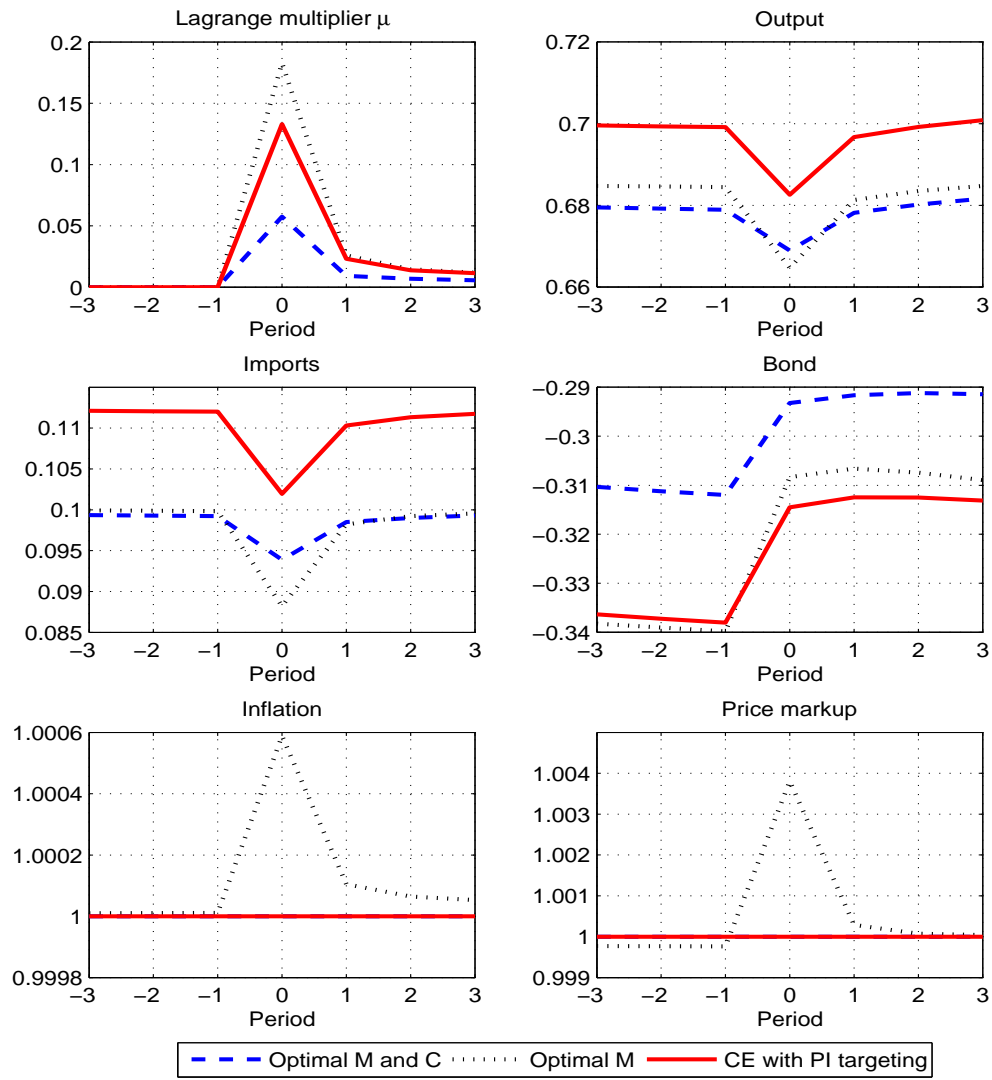 Lagrange multiplier μ
0.2
0.15
0.1
0.05
0
−3 −2 −1 0 1 2 3
Period
Output
0.72
0.7
0.68
0.66
−3 −2 −1 0 1 2 3
Period
Imports
0.11
0.105
0.1
0.095
0.09
0.085
−3 −2 −1 0 1 2 3
Period
Bond
−0.29
−0.3
−0.31
−0.32
−0.33
−0.34
−3 −2 −1 0 1 2 3
Period
Inflation
1.0006
1.0004
1.0002
1
0.9998
−3 −2 −1 0 1 2 3
Period
Price markup
1.004
1.003
1.002
1.001
1
0.999
−3 −2 −1 0 1 2 3
Period
Optimal M and C Optimal M CE with PI targeting